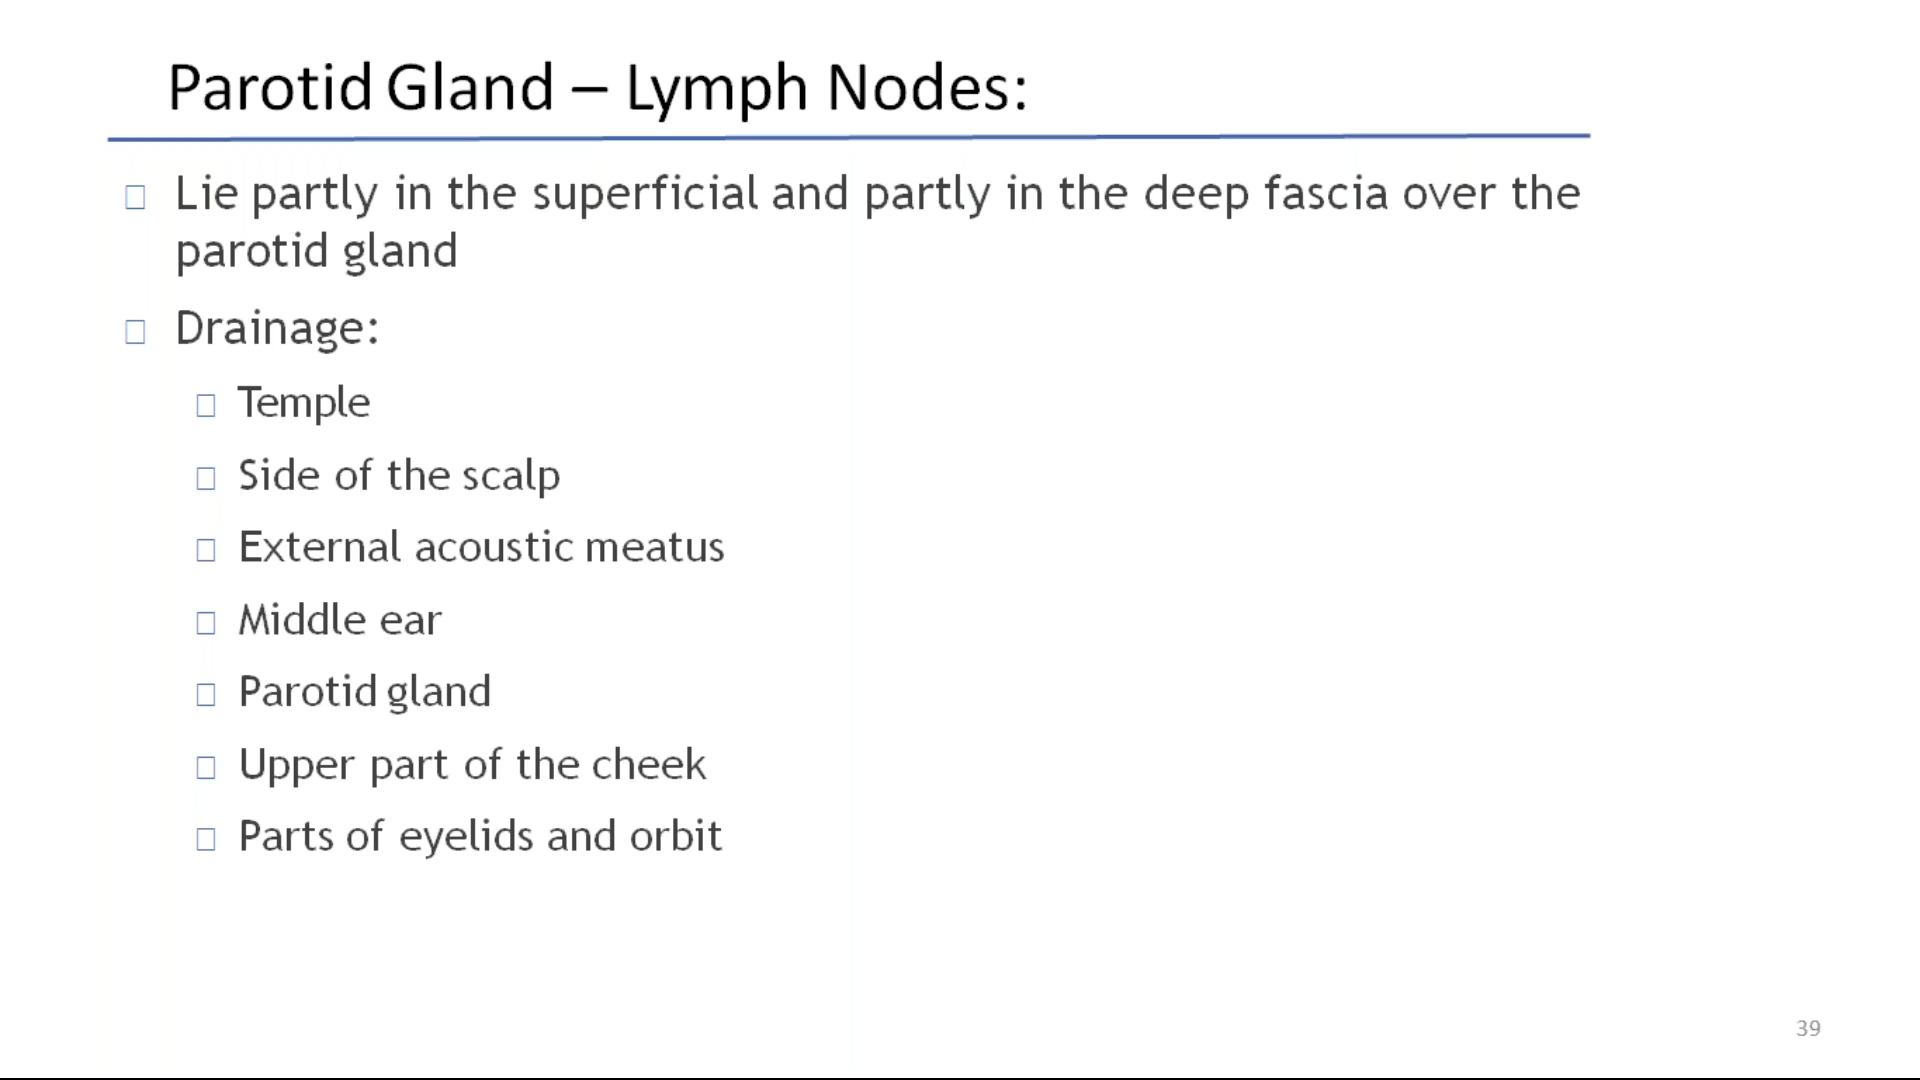 Parotid Gland – Lymph Nodes:
Lie partly in the superficial and partly in the deep fascia over the
parotid gland
Drainage:
Temple
Side of the scalp
External acoustic meatus
Middle ear
Parotid gland
Upper part of the cheek
Parts of eyelids and orbit
39